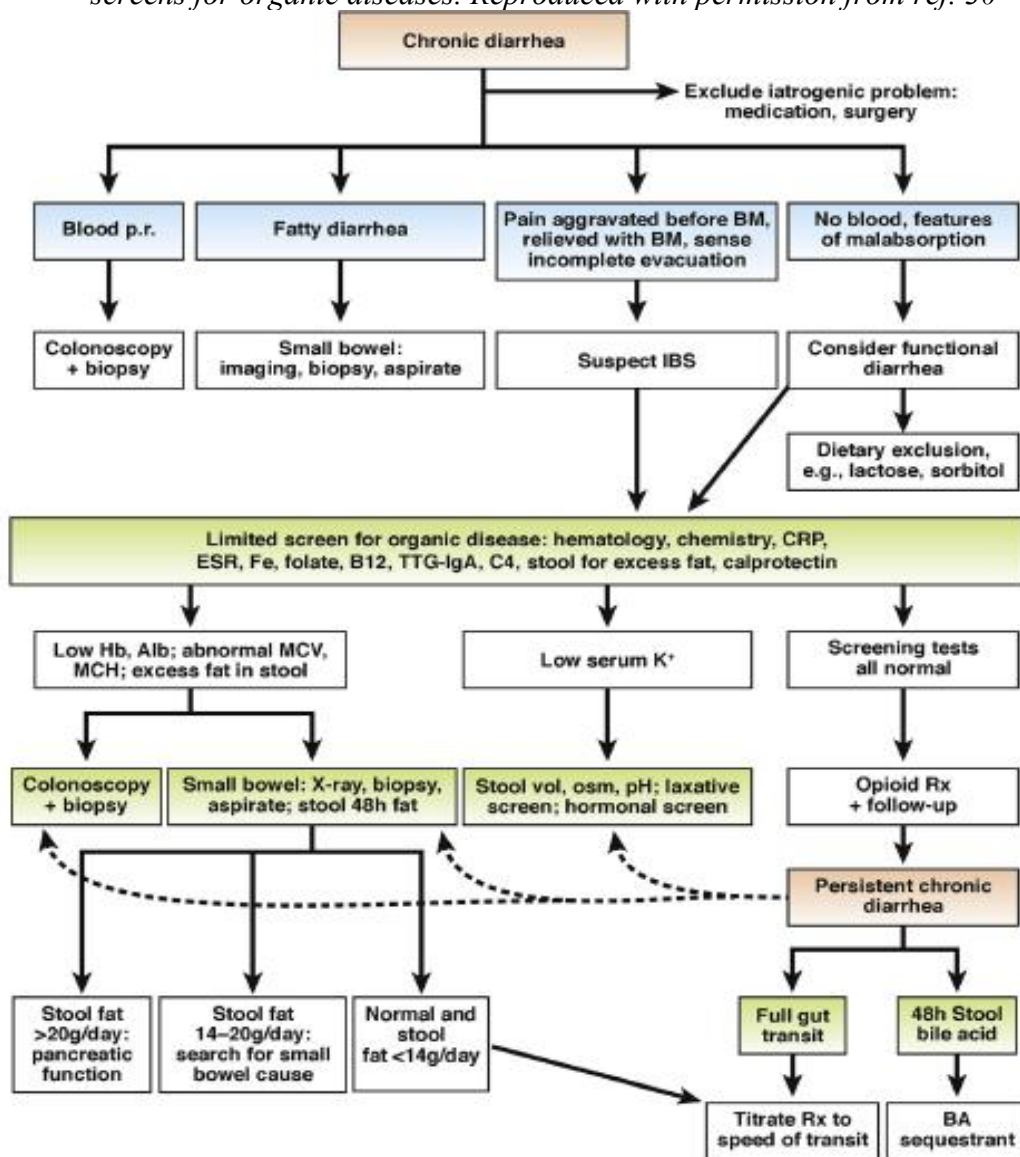 screens for organic diseases. Reproduced with permission from ref. 50
Chronic diarrhea
Exclude iatrogenic problem:
medication, surgery
Blood p.r.
Fatty diarrhea
Pain aggravated before BM,
relieved with BM, sense
incomplete evacuation
No blood, features
of malabsorption
Colonoscopy
+ biopsy
Small bowel:
imaging, biopsy, aspirate
Suspect IBS
Consider functional
diarrhea
Dietary exclusion,
e.g., lactose, sorbitol
Limited screen for organic disease: hematology, chemistry, CRP,
ESR, Fe, folate, B12, TTG-IgA, C4, stool for excess fat, calprotectin
Low Hb, Alb; abnormal MCV,
MCH; excess fat in stool
Low serum K⁺
Screening tests
all normal
Colonoscopy
+ biopsy
Small bowel: X-ray, biopsy,
aspirate; stool 48h fat
Stool vol, osm, pH; laxative
screen; hormonal screen
Opioid Rx
+ follow-up
Persistent chronic
diarrhea
Stool fat
>20g/day:
pancreatic
function
Stool fat
14–20g/day:
search for small
bowel cause
Normal and
stool
fat <14g/day
Full gut
transit
48h Stool
bile acid
Titrate Rx to
speed of transit
BA
sequestrant